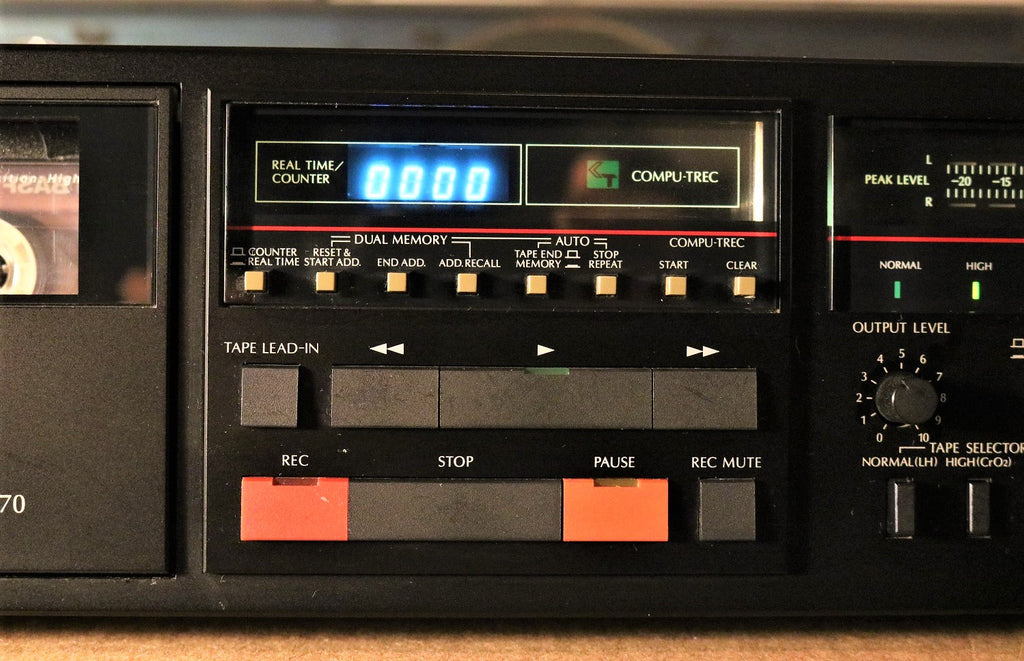 REAL TIME/
COUNTER
0000
CT
COMPU-TREC
L
PEAK LEVEL
-20 -15
R
DUAL MEMORY
AUTO
COMPU-TREC
COUNTER
REAL TIME
RESET &
START ADD.
END ADD.
ADD.RECALL
TAPE END
MEMORY
STOP
REPEAT
START
CLEAR
NORMAL
HIGH
TAPE LEAD-IN
OUTPUT LEVEL
0 1 2 3 4 5 6 7 8 9 10
REC
STOP
PAUSE
REC MUTE
TAPE SELECTOR
NORMAL(LH) HIGH(CrO2)
70